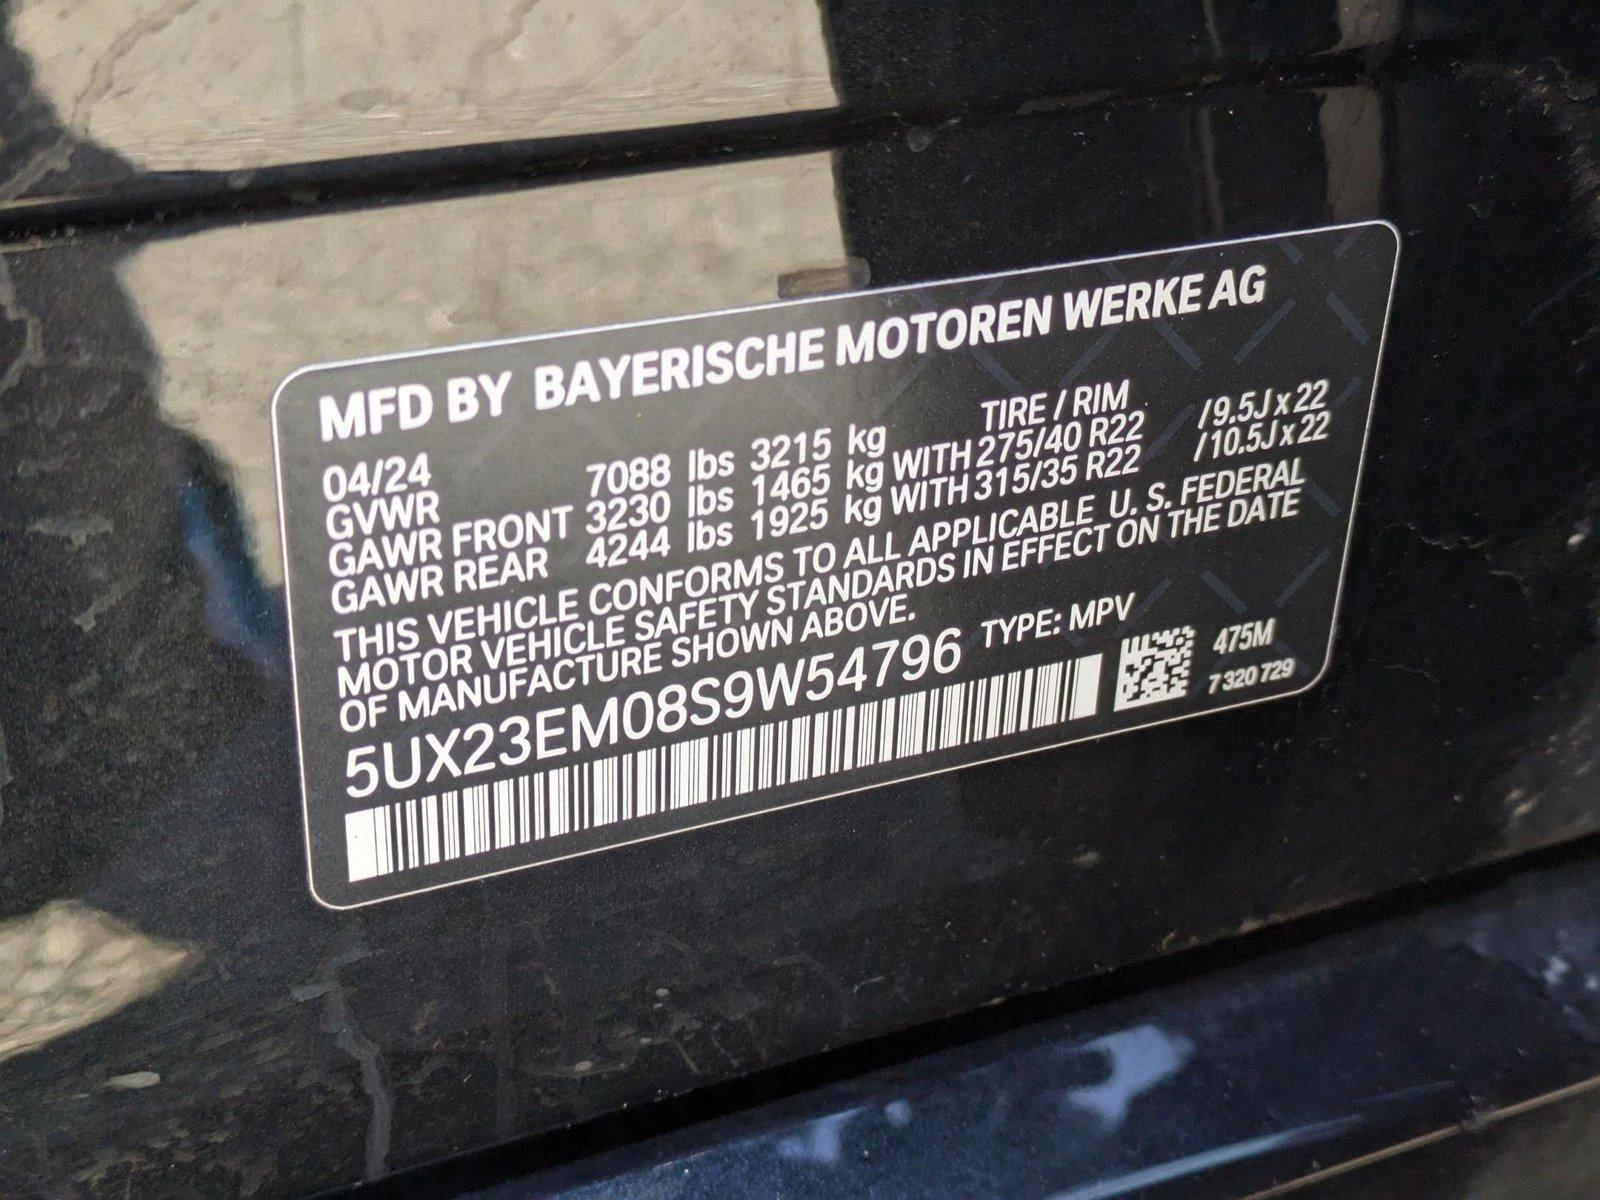 MFD BY BAYERISCHE MOTOREN WERKE AG
04/24 TIRE / RIM
GVWR 7088 lbs 3215 kg
GAWR FRONT 3230 lbs 1465 kg WITH 275/40 R22 /9.5J x 22
GAWR REAR 4244 lbs 1925 kg WITH 315/35 R22 /10.5J x 22
THIS VEHICLE CONFORMS TO ALL APPLICABLE U. S. FEDERAL
MOTOR VEHICLE SAFETY STANDARDS IN EFFECT ON THE DATE
OF MANUFACTURE SHOWN ABOVE.
5UX23EM08S9W54796 TYPE: MPV
475M
7 320 729